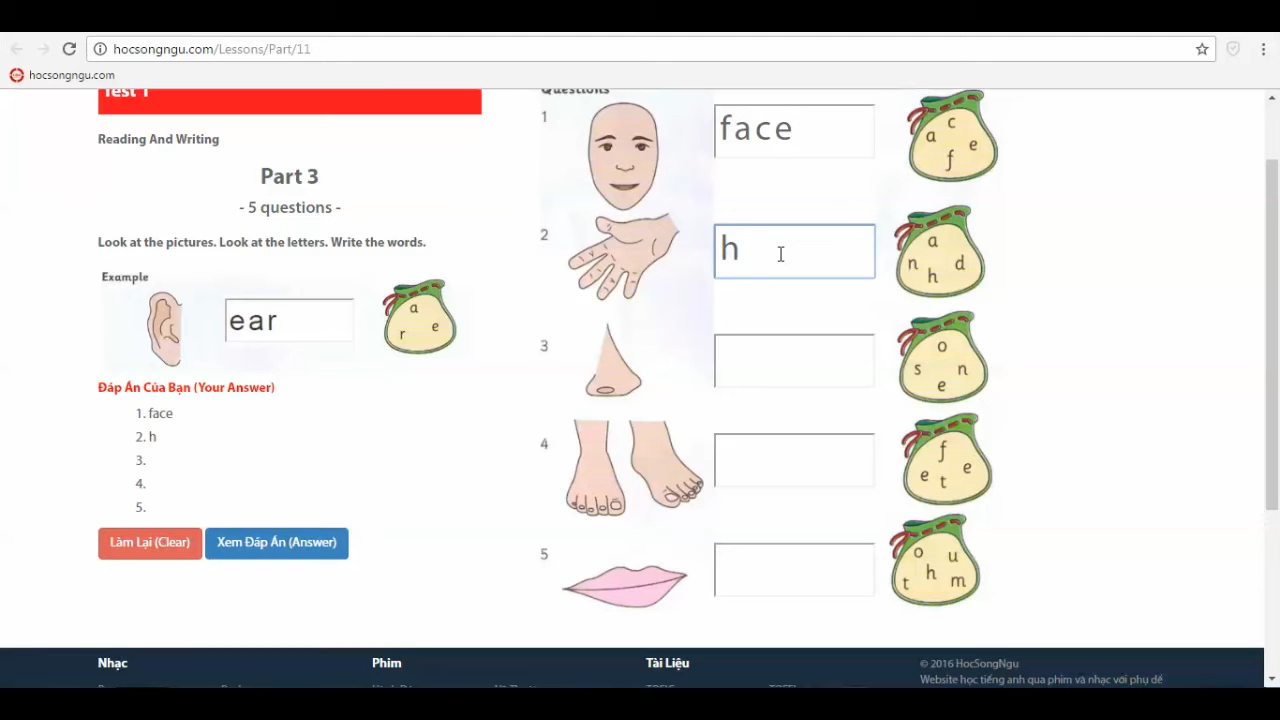 hocsongngu.com/Lessons/Part/11
hocsongngu.com
Test 1
Reading And Writing
Part 3
- 5 questions -
Look at the pictures. Look at the letters. Write the words.
Example
ear
a
r e
Đáp Án Của Bạn (Your Answer)
1. face
2. h
3.
4.
5.
Làm Lại (Clear) Xem Đáp Án (Answer)
Questions
1 face
c
a e
f
2 h
a
n d
h
3
o
s n
e
4
f
e e
t
5
o u
h
t m
Nhạc Phim Tài Liệu
© 2016 HocSongNgu
Website học tiếng anh qua phim và nhạc với phụ đề